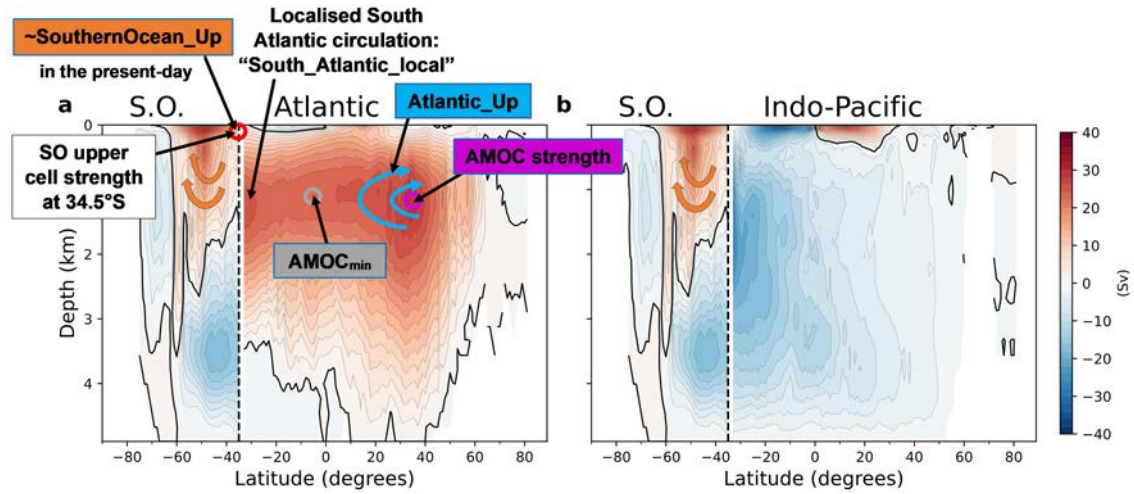 ~SouthernOcean_Up
in the present-day
Localised South
Atlantic circulation:
“South_Atlantic_local”
a
S.O.
Atlantic
Atlantic_Up
AMOC strength
SO upper
cell strength
at 34.5°S
AMOCmin
0
1
2
3
4
Depth (km)
−80 −60 −40 −20 0 20 40 60 80
Latitude (degrees)
b
S.O.
Indo-Pacific
−80 −60 −40 −20 0 20 40 60 80
Latitude (degrees)
40
30
20
10
0
−10
−20
−30
−40
(Sv)